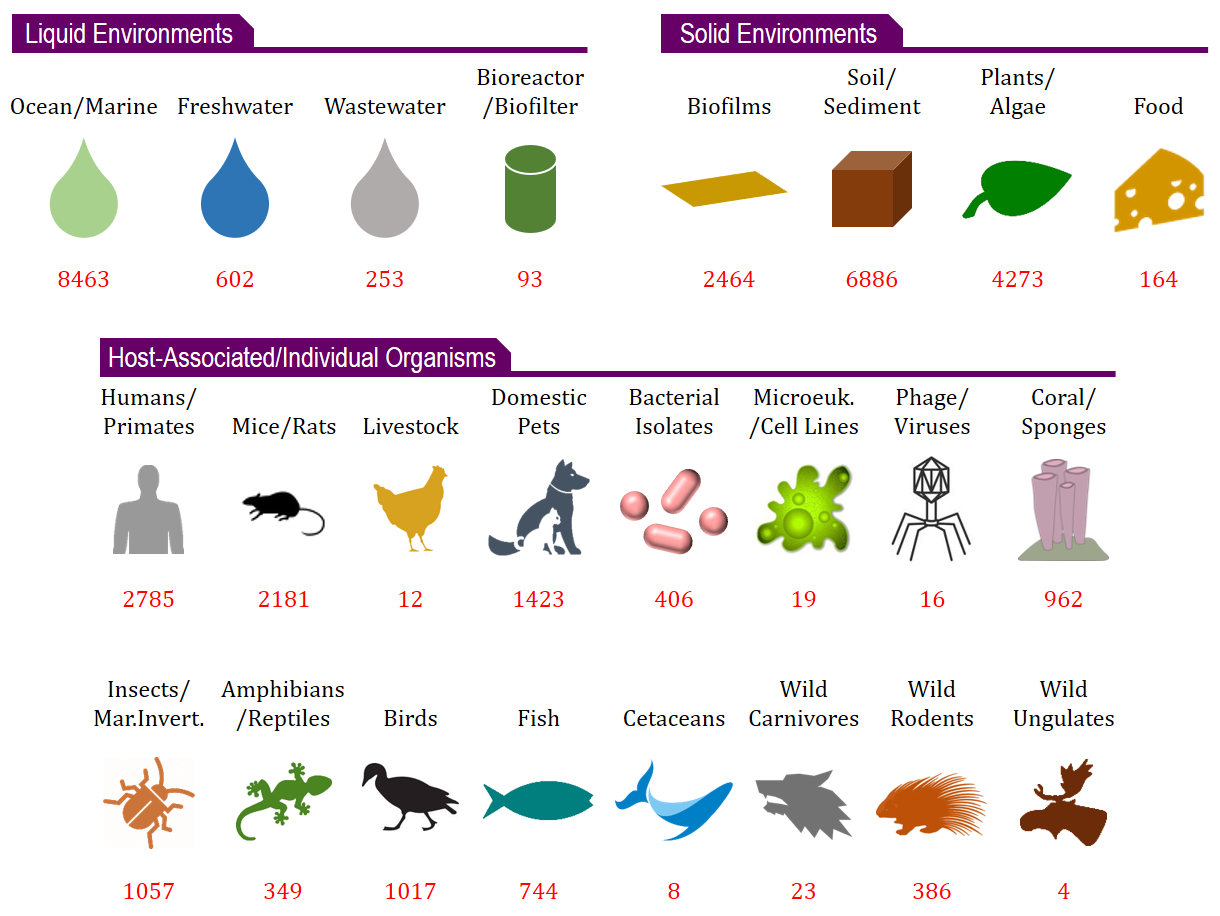 Liquid Environments
Solid Environments
Ocean/Marine
Freshwater
Wastewater
Bioreactor
/Biofilter
Biofilms
Soil/
Sediment
Plants/
Algae
Food
8463
602
253
93
2464
6886
4273
164
Host-Associated/Individual Organisms
Humans/
Primates
Mice/Rats
Livestock
Domestic
Pets
Bacterial
Isolates
Microeuk.
/Cell Lines
Phage/
Viruses
Coral/
Sponges
2785
2181
12
1423
406
19
16
962
Insects/
Mar.Invert.
Amphibians
/Reptiles
Birds
Fish
Cetaceans
Wild
Carnivores
Wild
Rodents
Wild
Ungulates
1057
349
1017
744
8
23
386
4